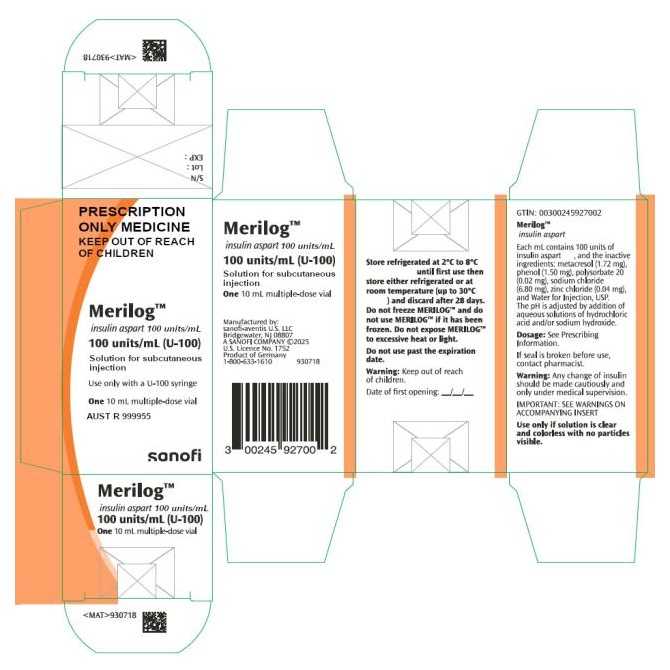 <MAT>930718
S/N
Lot :
EXP :
PRESCRIPTION
ONLY MEDICINE
KEEP OUT OF REACH
OF CHILDREN
Merilog™
insulin aspart 100 units/mL
100 units/mL (U-100)
Solution for subcutaneous
injection
Use only with a U-100 syringe
One 10 mL multiple-dose vial
AUST R 999955
sanofi
Merilog™
insulin aspart 100 units/mL
100 units/mL (U-100)
One 10 mL multiple-dose vial
<MAT>930718
Merilog™
insulin aspart 100 units/mL
100 units/mL (U-100)
Solution for subcutaneous
injection
One 10 mL multiple-dose vial
Manufactured by:
sanofi-aventis U.S. LLC
Bridgewater, NJ 08807
A SANOFI COMPANY ©2025
U.S. Licence No. 1752
Product of Germany
1-800-633-1610 930718
3 00245 92700 2
Store refrigerated at 2°C to 8°C
until first use then
store either refrigerated or at
room temperature (up to 30°C
) and discard after 28 days.
Do not freeze MERILOG™ and do
not use MERILOG™ if it has been
frozen. Do not expose MERILOG™
to excessive heat or light.
Do not use past the expiration
date.
Warning: Keep out of reach
of children.
Date of first opening: __/__/__
GTIN: 00300245927002
Merilog™
insulin aspart
Each mL contains 100 units of
insulin aspart , and the inactive
ingredients: metacresol (1.72 mg),
phenol (1.50 mg), polysorbate 20
(0.02 mg), sodium chloride
(6.80 mg), zinc chloride (0.04 mg),
and Water for Injection, USP.
The pH is adjusted by addition of
aqueous solutions of hydrochloric
acid and/or sodium hydroxide.
Dosage: See Prescribing
Information.
If seal is broken before use,
contact pharmacist.
Warning: Any change of insulin
should be made cautiously and
only under medical supervision.
IMPORTANT: SEE WARNINGS ON
ACCOMPANYING INSERT
Use only if solution is clear
and colorless with no particles
visible.